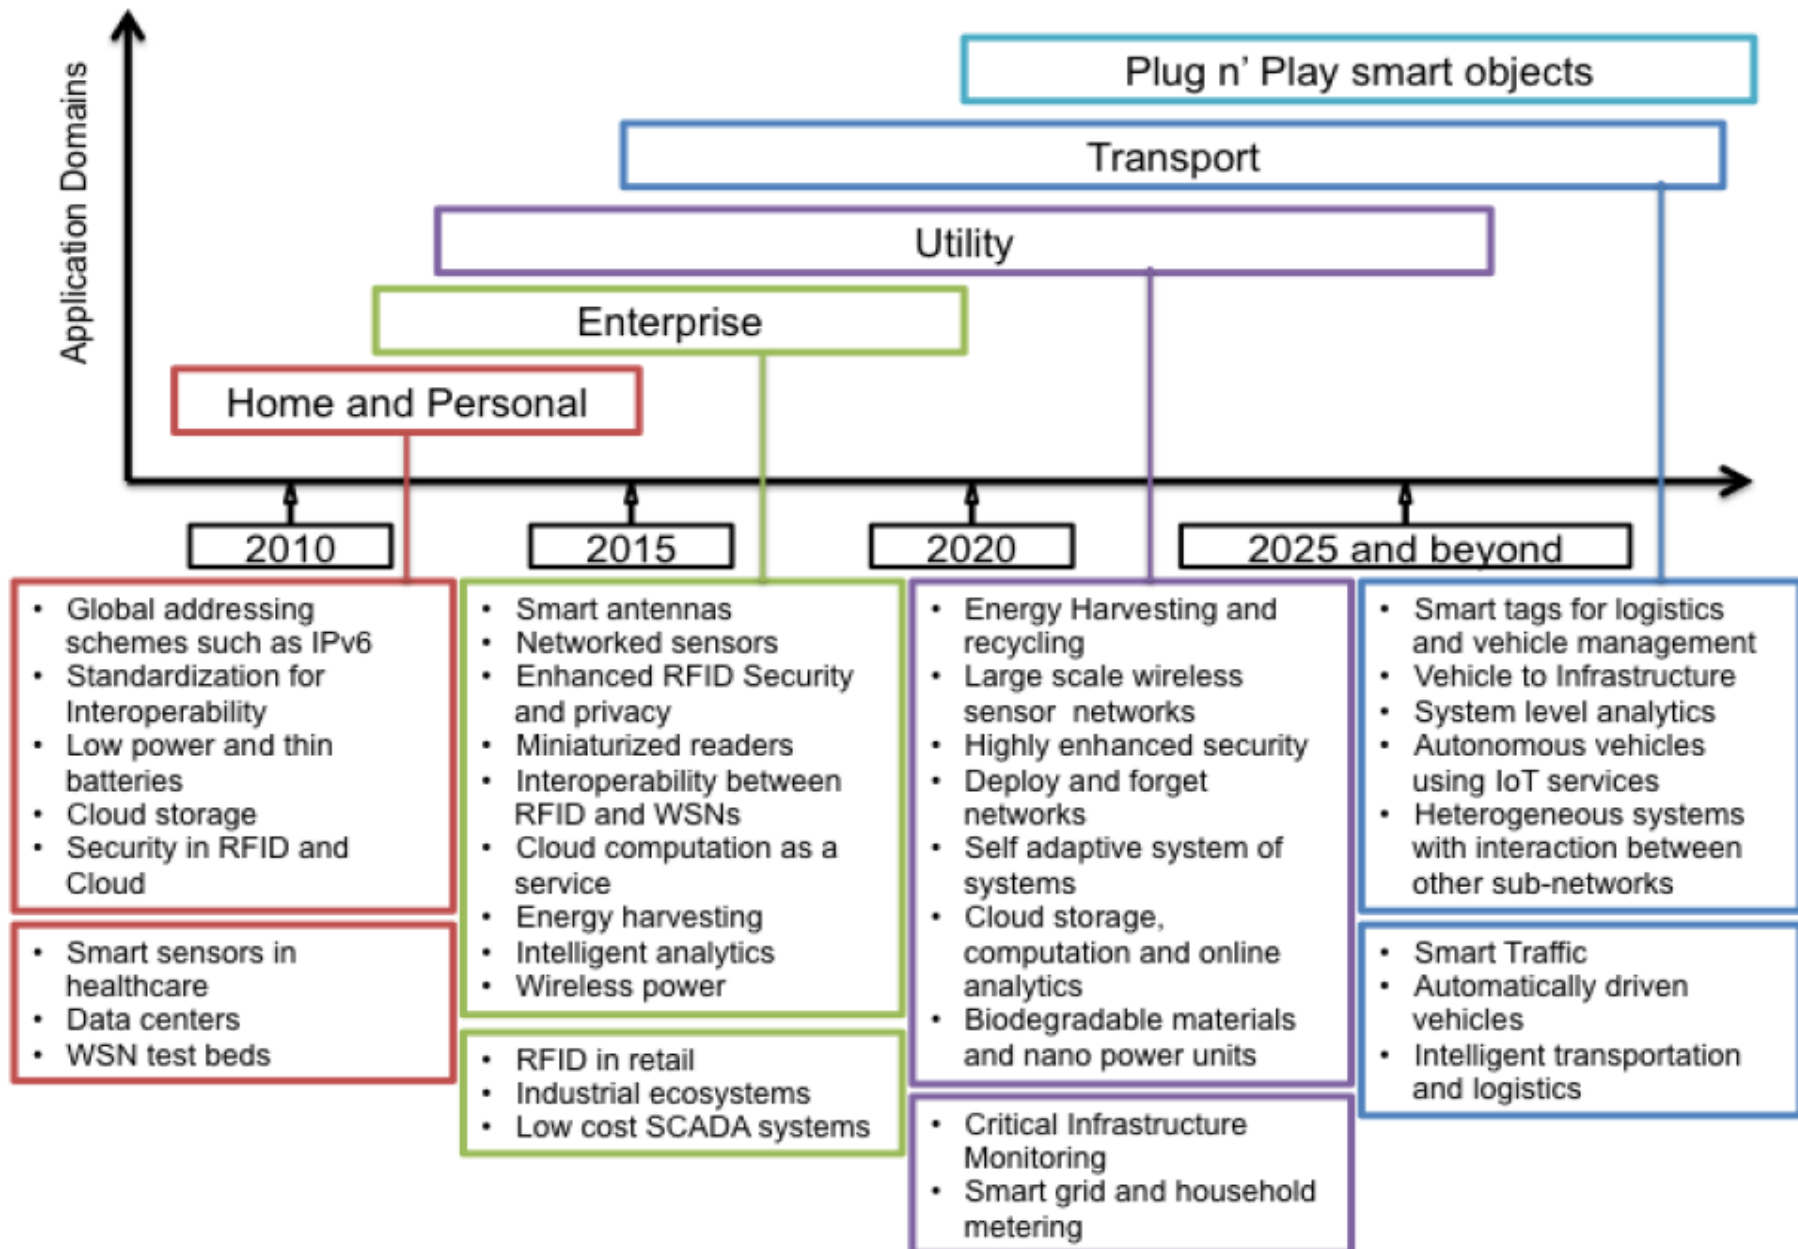 Application Domains
Plug n' Play smart objects
Transport
Utility
Enterprise
Home and Personal
2010
2015
2020
2025 and beyond
• Global addressing
schemes such as IPv6
• Standardization for
Interoperability
• Low power and thin
batteries
• Cloud storage
• Security in RFID and
Cloud
• Smart sensors in
healthcare
• Data centers
• WSN test beds
• Smart antennas
• Networked sensors
• Enhanced RFID Security
and privacy
• Miniaturized readers
• Interoperability between
RFID and WSNs
• Cloud computation as a
service
• Energy harvesting
• Intelligent analytics
• Wireless power
• RFID in retail
• Industrial ecosystems
• Low cost SCADA systems
• Energy Harvesting and
recycling
• Large scale wireless
sensor networks
• Highly enhanced security
• Deploy and forget
networks
• Self adaptive system of
systems
• Cloud storage,
computation and online
analytics
• Biodegradable materials
and nano power units
• Critical Infrastructure
Monitoring
• Smart grid and household
metering
• Smart tags for logistics
and vehicle management
• Vehicle to Infrastructure
• System level analytics
• Autonomous vehicles
using IoT services
• Heterogeneous systems
with interaction between
other sub-networks
• Smart Traffic
• Automatically driven
vehicles
• Intelligent transportation
and logistics